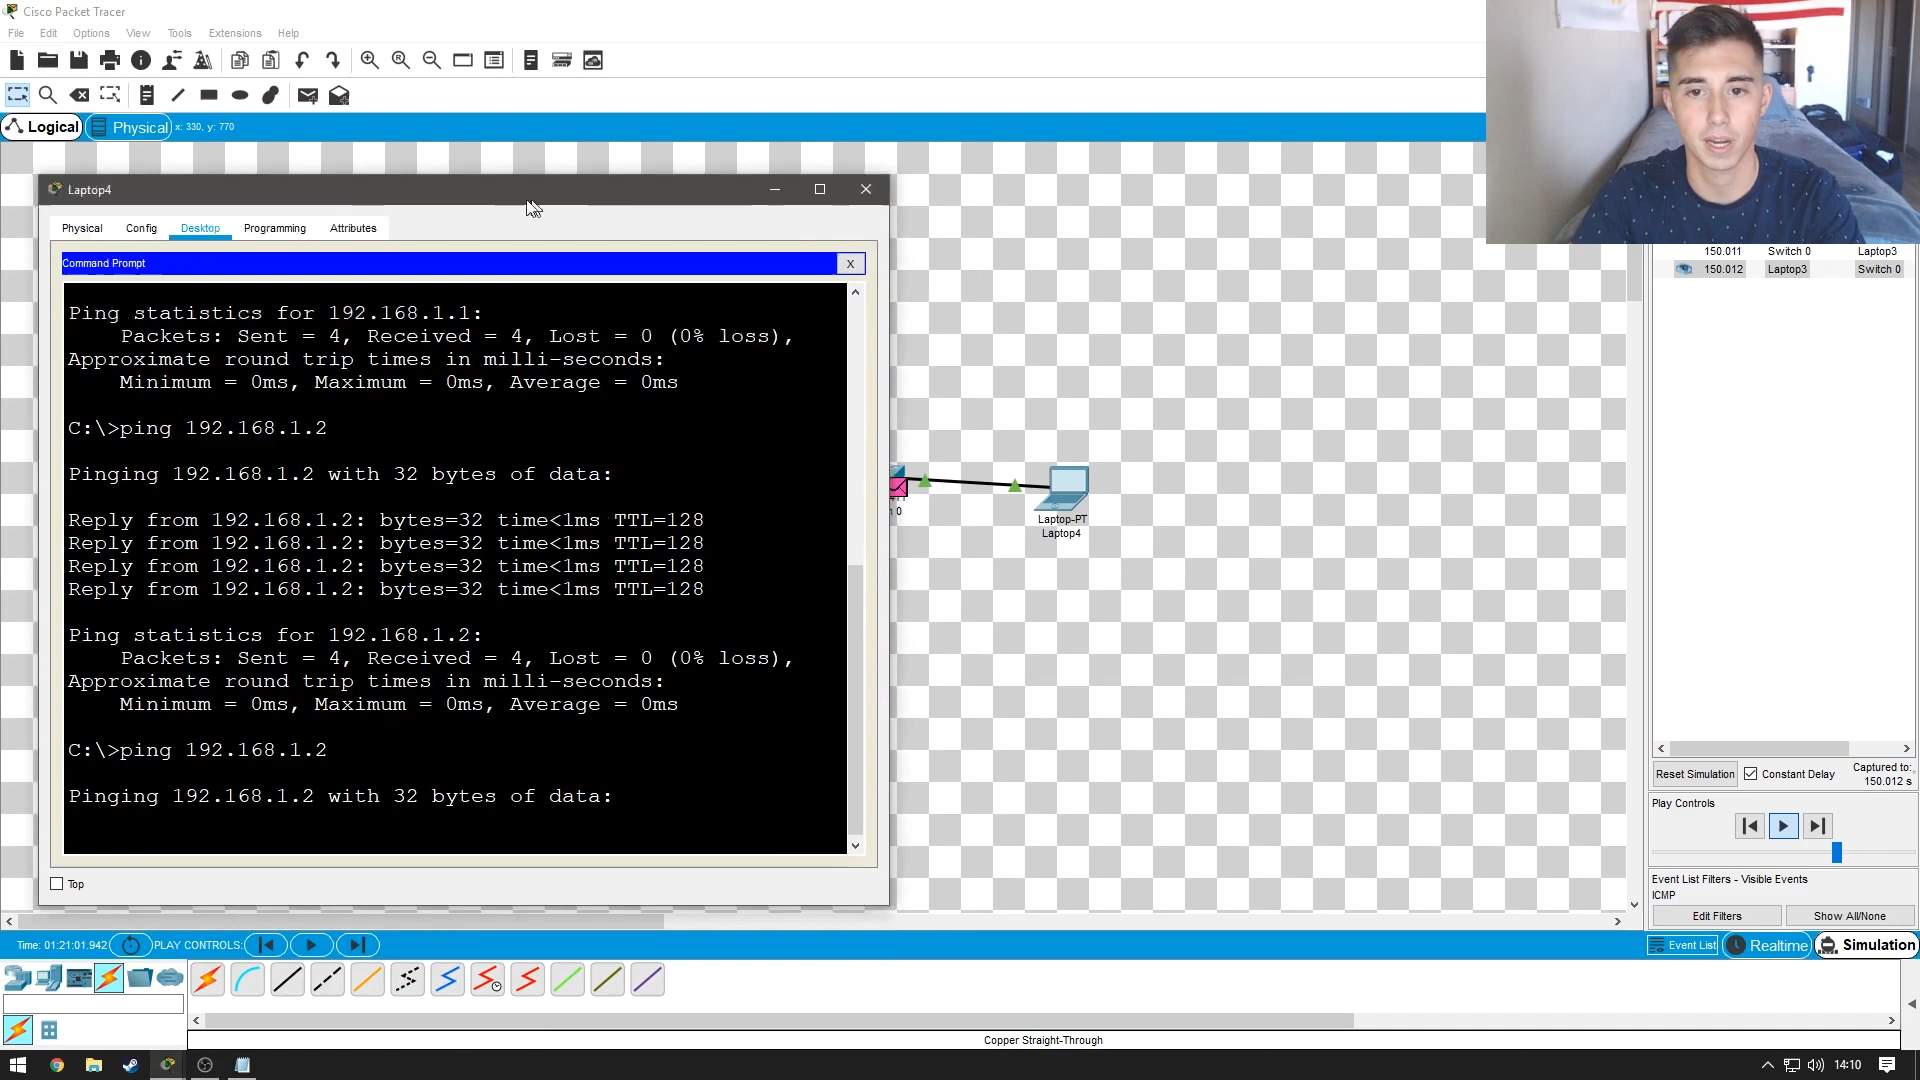 Cisco Packet Tracer
File Edit Options View Tools Extensions Help
Logical Physical x: 330, y: 770
Laptop4
Physical Config Desktop Programming Attributes
Command Prompt X
Ping statistics for 192.168.1.1:
Packets: Sent = 4, Received = 4, Lost = 0 (0% loss),
Approximate round trip times in milli-seconds:
Minimum = 0ms, Maximum = 0ms, Average = 0ms
C:\>ping 192.168.1.2
Pinging 192.168.1.2 with 32 bytes of data:
Reply from 192.168.1.2: bytes=32 time<1ms TTL=128
Reply from 192.168.1.2: bytes=32 time<1ms TTL=128
Reply from 192.168.1.2: bytes=32 time<1ms TTL=128
Reply from 192.168.1.2: bytes=32 time<1ms TTL=128
Ping statistics for 192.168.1.2:
Packets: Sent = 4, Received = 4, Lost = 0 (0% loss),
Approximate round trip times in milli-seconds:
Minimum = 0ms, Maximum = 0ms, Average = 0ms
C:\>ping 192.168.1.2
Pinging 192.168.1.2 with 32 bytes of data:
Top
0
Laptop-PT
Laptop4
150.011 Switch 0 Laptop3
150.012 Laptop3 Switch 0
Reset Simulation Constant Delay
Captured to:
150.012 s
Play Controls
Event List Filters - Visible Events
ICMP
Edit Filters Show All/None
Time: 01:21:01.942 PLAY CONTROLS:
Event List Realtime Simulation
Copper Straight-Through
14:10